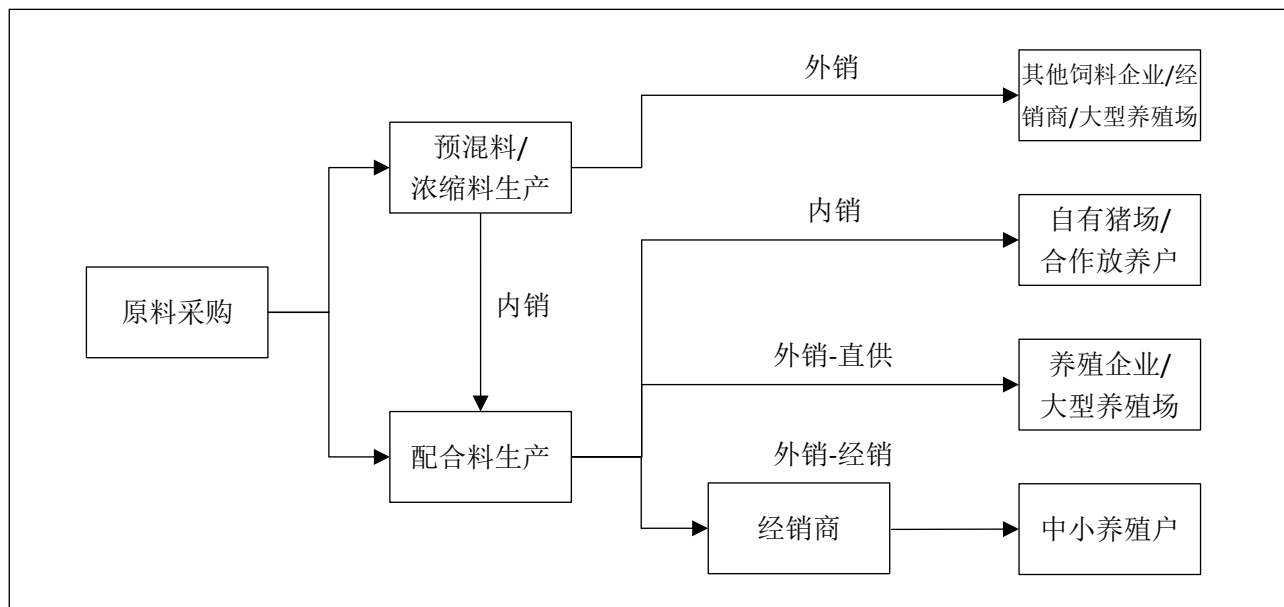 外销
其他饲料企业/经
销商/大型养殖场
预混料/
浓缩料生产
内销
自有猪场/
合作放养户
原料采购
内销
外销-直供
养殖企业/
大型养殖场
配合料生产
外销-经销
经销商
中小养殖户